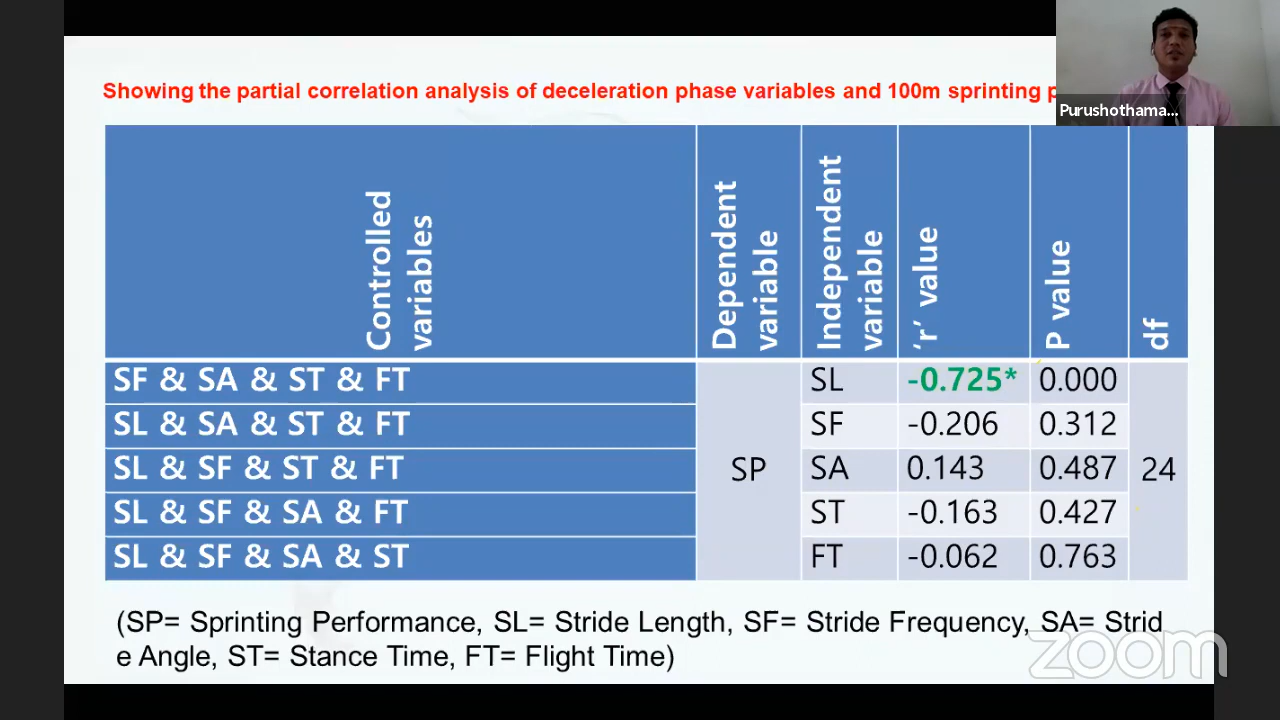 Showing the partial correlation analysis of deceleration phase variables and 100m sprinting
Purushothama...
Controlled variables
Dependent variable
Independent variable
‘r’ value
P value
df
SF & SA & ST & FT
SL
-0.725*
0.000
SL & SA & ST & FT
SF
-0.206
0.312
SL & SF & ST & FT
SP
SA
0.143
0.487
24
SL & SF & SA & FT
ST
-0.163
0.427
SL & SF & SA & ST
FT
-0.062
0.763
(SP= Sprinting Performance, SL= Stride Length, SF= Stride Frequency, SA= Strid
e Angle, ST= Stance Time, FT= Flight Time)
zoom